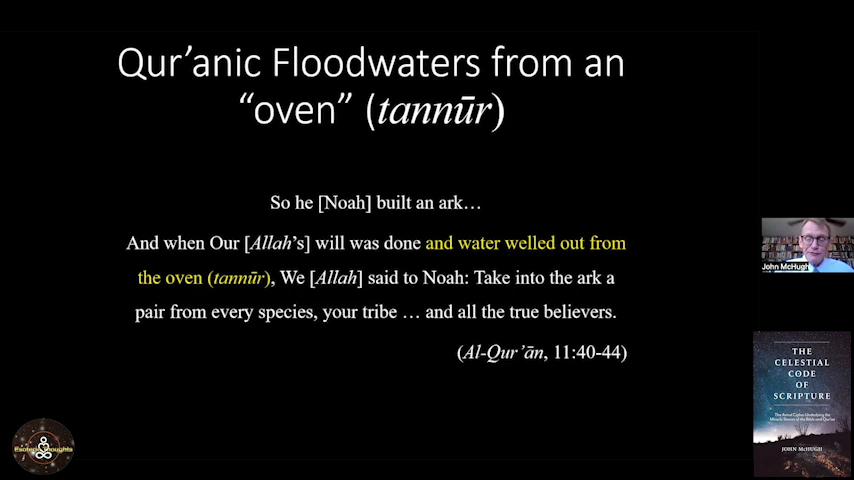 Qur’anic Floodwaters from an
“oven” (tannūr)
So he [Noah] built an ark…
And when Our [Allah’s] will was done and water welled out from
the oven (tannūr), We [Allah] said to Noah: Take into the ark a
pair from every species, your tribe … and all the true believers.
(Al-Qur’ān, 11:40-44)
John McHugh
THE
CELESTIAL
CODE
OF
SCRIPTURE
JOHN McHUGH